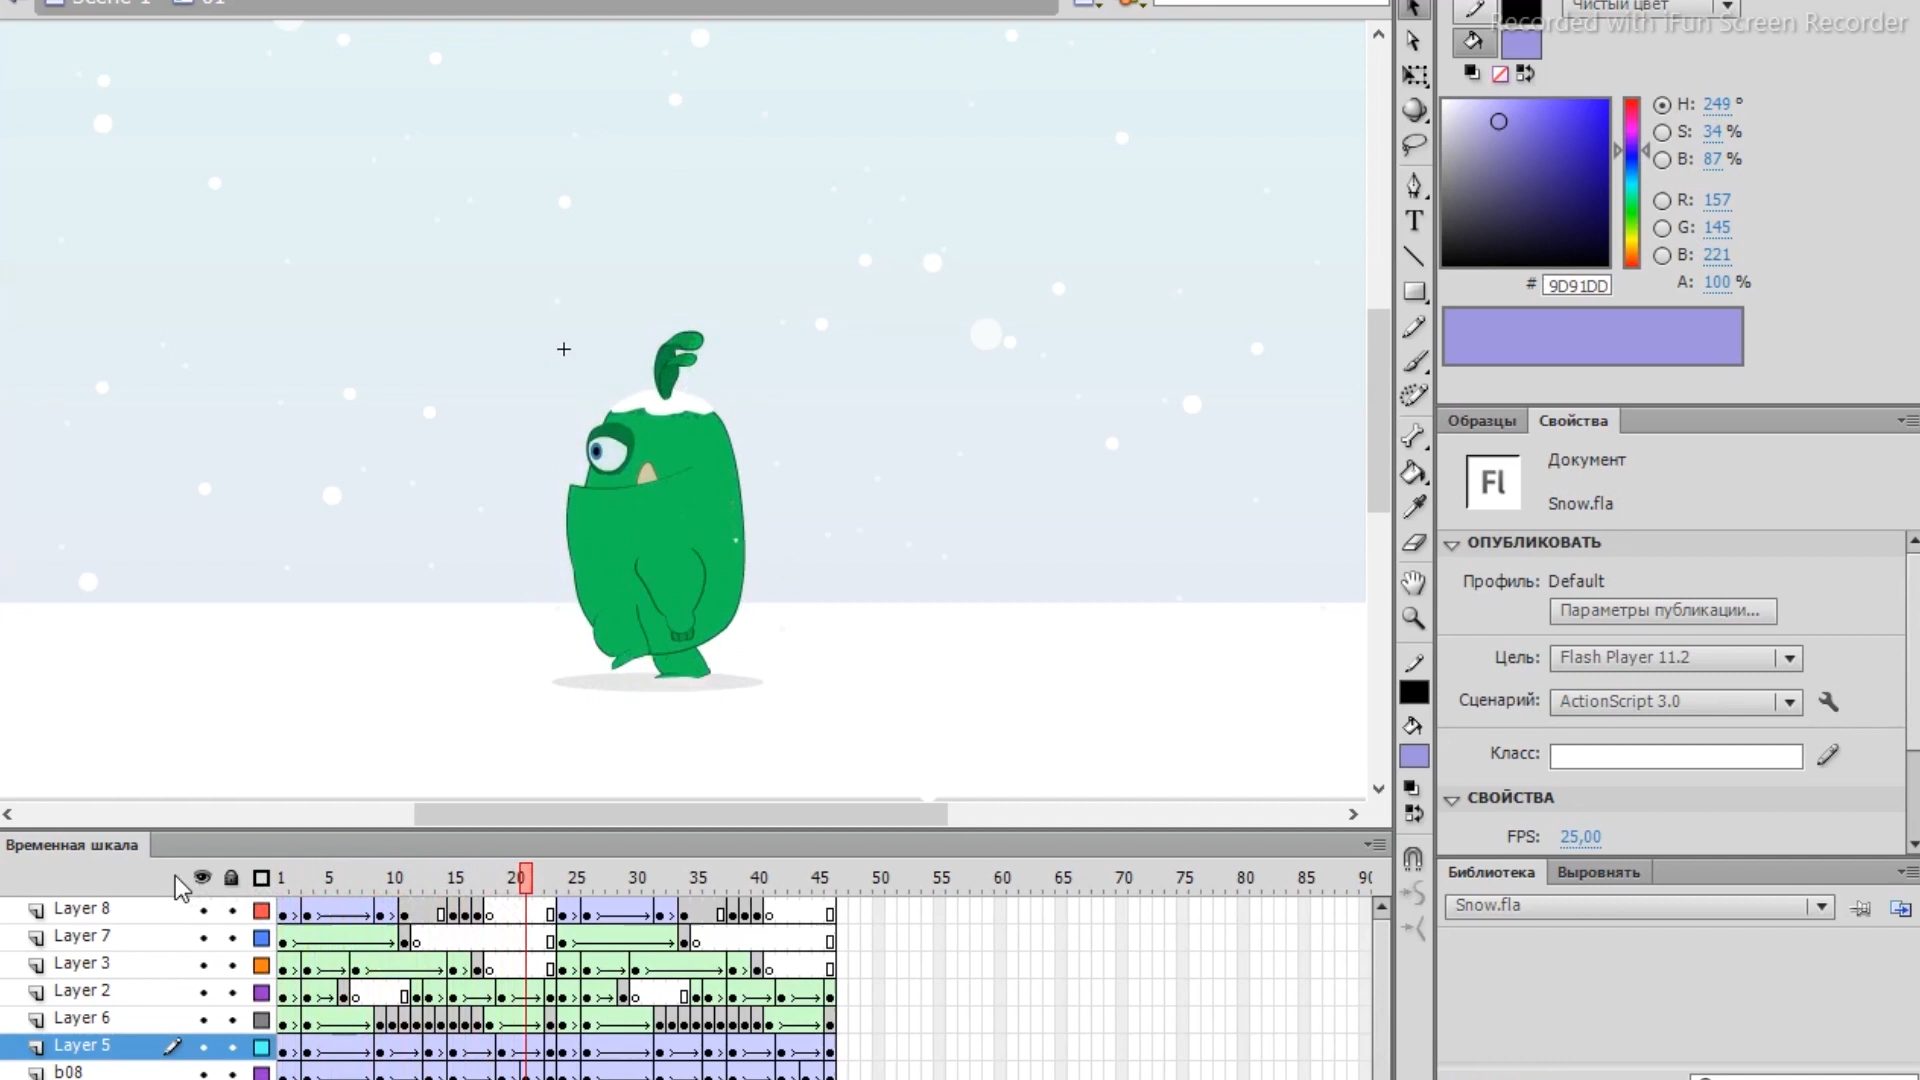 Scene 1
01
Чистый цвет
Recorded with iFun Screen Recorder
H: 249 °
S: 34 %
B: 87 %
R: 157
G: 145
B: 221
A: 100 %
# 9D91DD
T
Образцы
Свойства
Документ
Fl
Snow.fla
ОПУБЛИКОВАТЬ
Профиль: Default
Параметры публикации...
Цель: Flash Player 11.2
Сценарий: ActionScript 3.0
Класс:
СВОЙСТВА
FPS: 25,00
Библиотека
Выровнять
Snow.fla
Временная шкала
1 5 10 15 20 25 30 35 40 45 50 55 60 65 70 75 80 85 90
Layer 8
Layer 7
Layer 3
Layer 2
Layer 6
Layer 5
b08